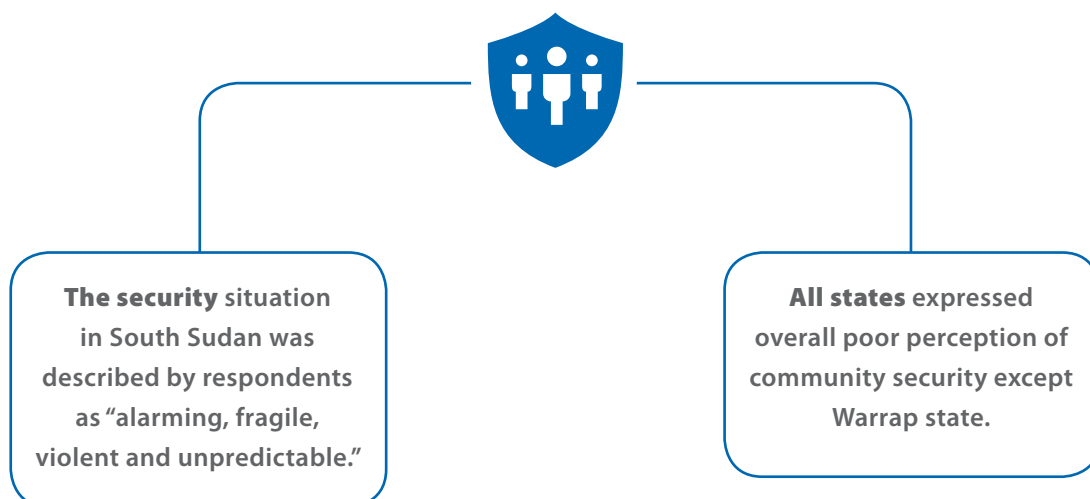 The security situation
in South Sudan was
described by respondents
as “alarming, fragile,
violent and unpredictable.”
All states expressed
overall poor perception of
community security except
Warrap state.